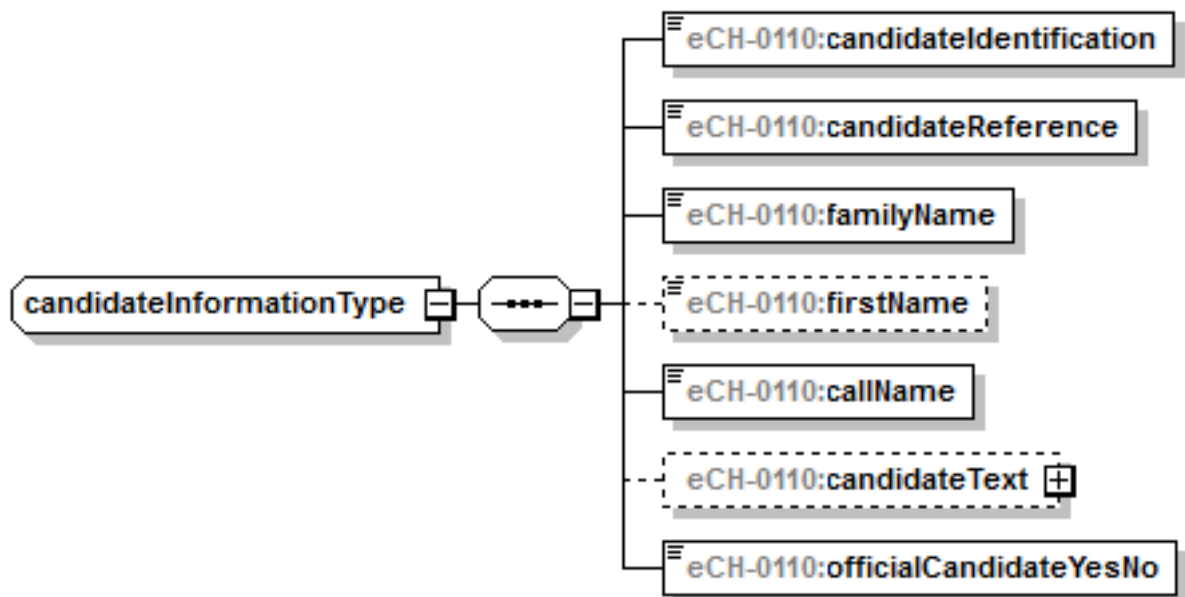 eCH-0110:candidateIdentification
eCH-0110:candidateReference
eCH-0110:familyName
candidateInformationType
eCH-0110:firstName
eCH-0110:callName
eCH-0110:candidateText
eCH-0110:officialCandidateYesNo